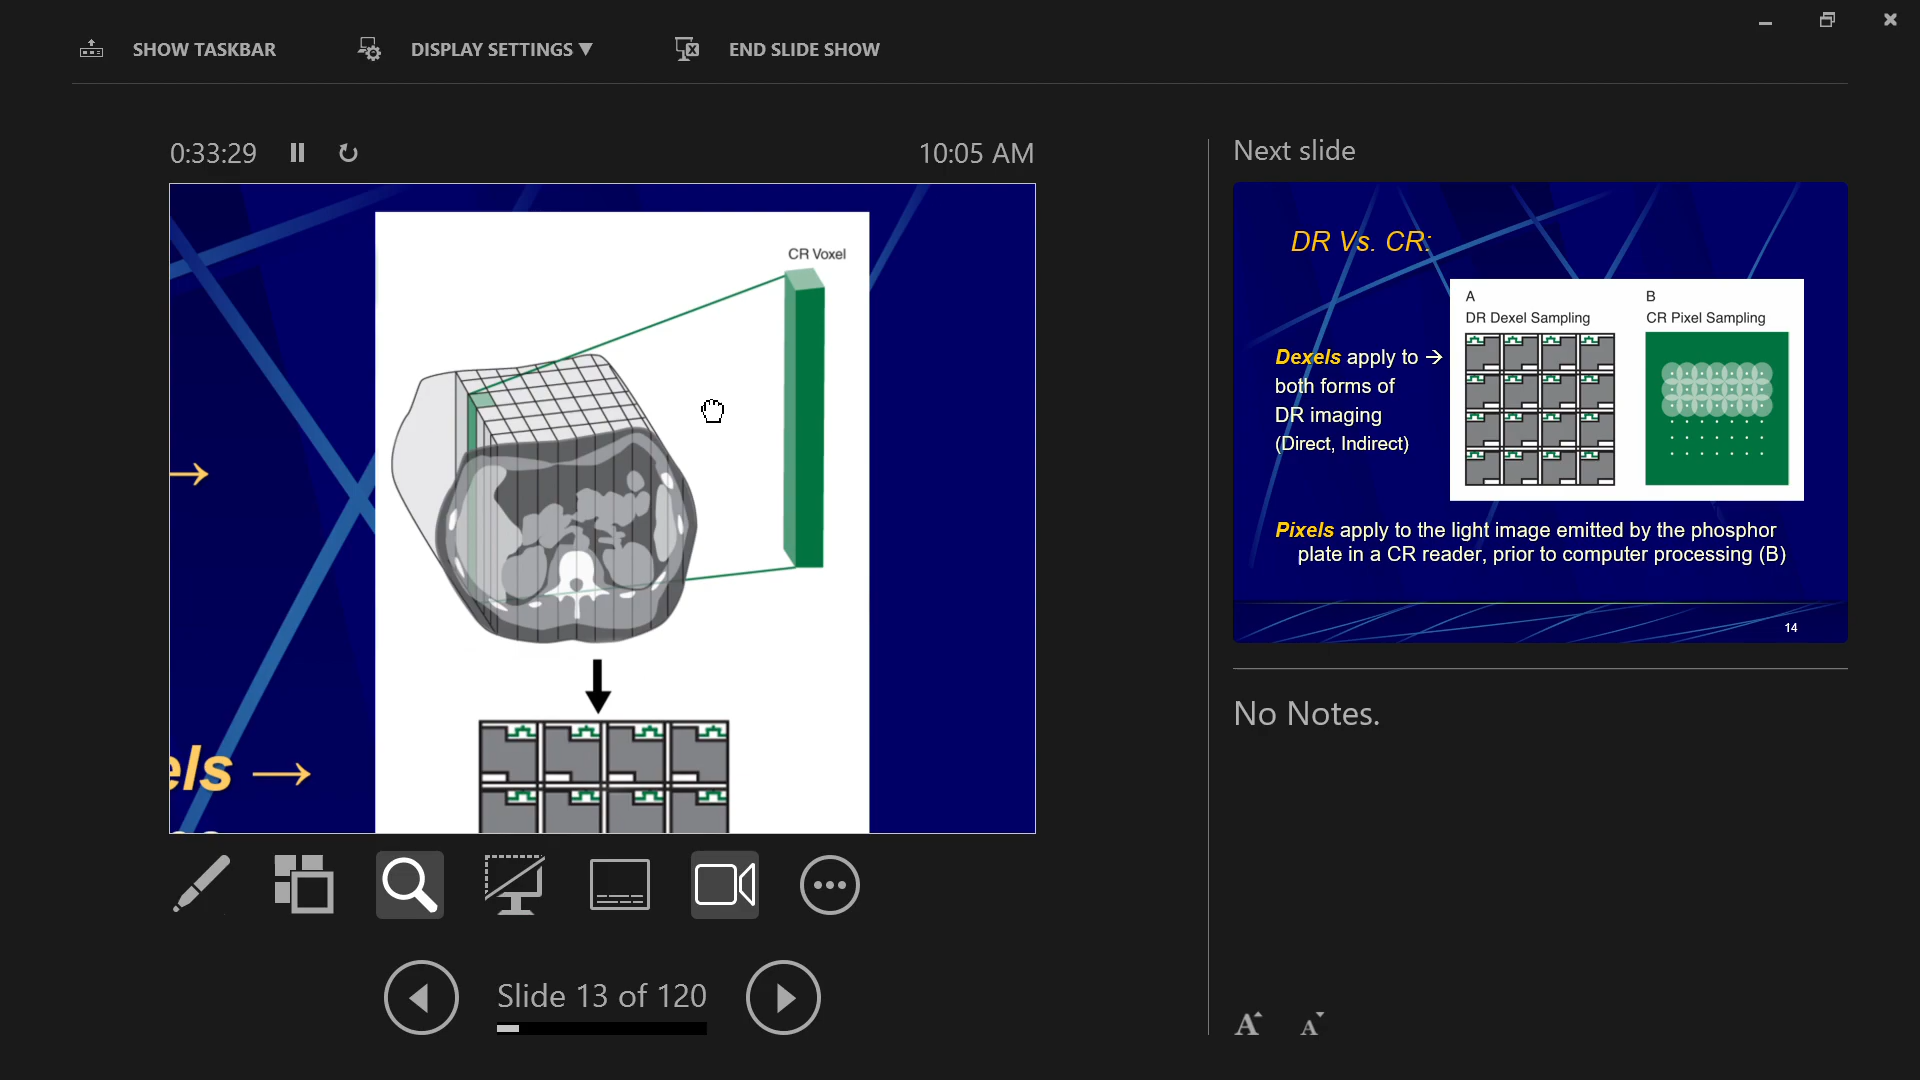 SHOW TASKBAR
DISPLAY SETTINGS ▼
END SLIDE SHOW
0:33:29
10:05 AM
CR Voxel
→
els →
Next slide
DR Vs. CR:
A
DR Dexel Sampling
B
CR Pixel Sampling
Dexels apply to →
both forms of
DR imaging
(Direct, Indirect)
Pixels apply to the light image emitted by the phosphor
plate in a CR reader, prior to computer processing (B)
14
No Notes.
Slide 13 of 120
A
A